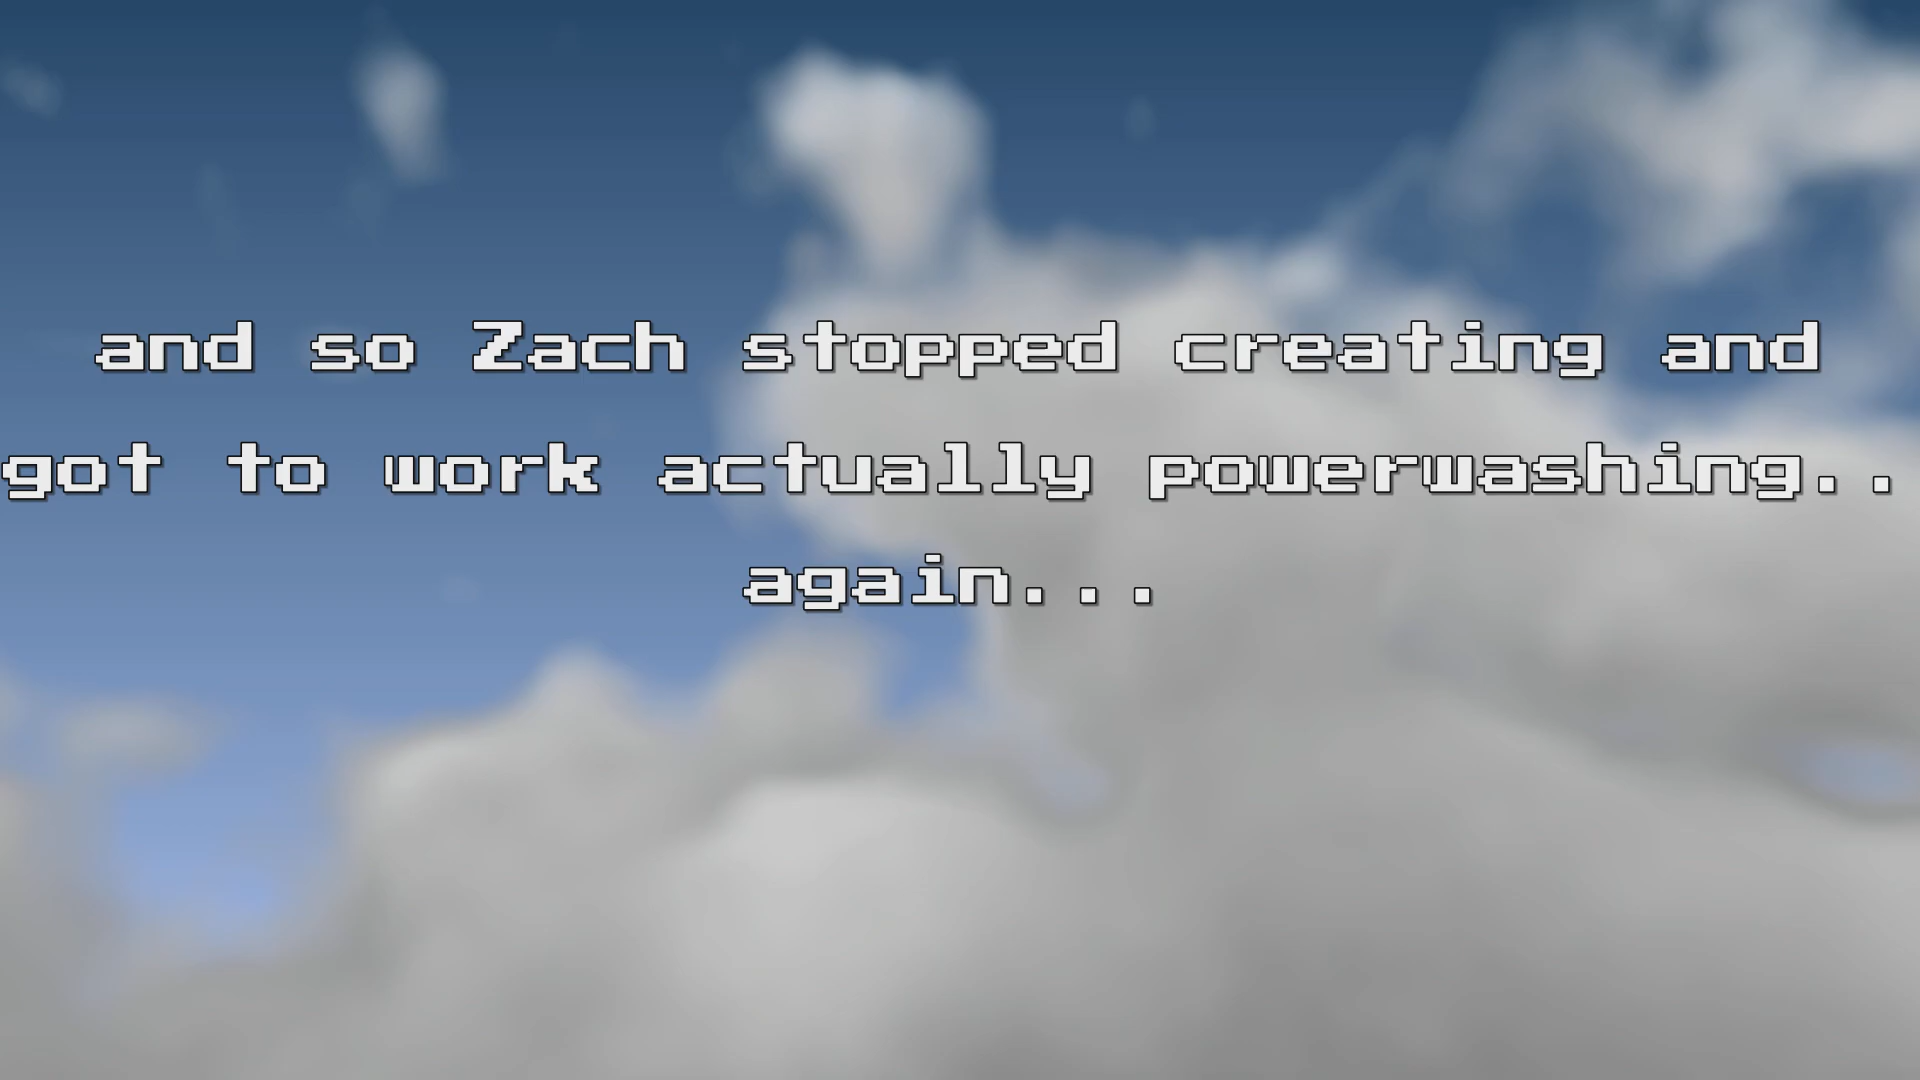 and so Zach stopped creating and
got to work actually powerwashing..
again...